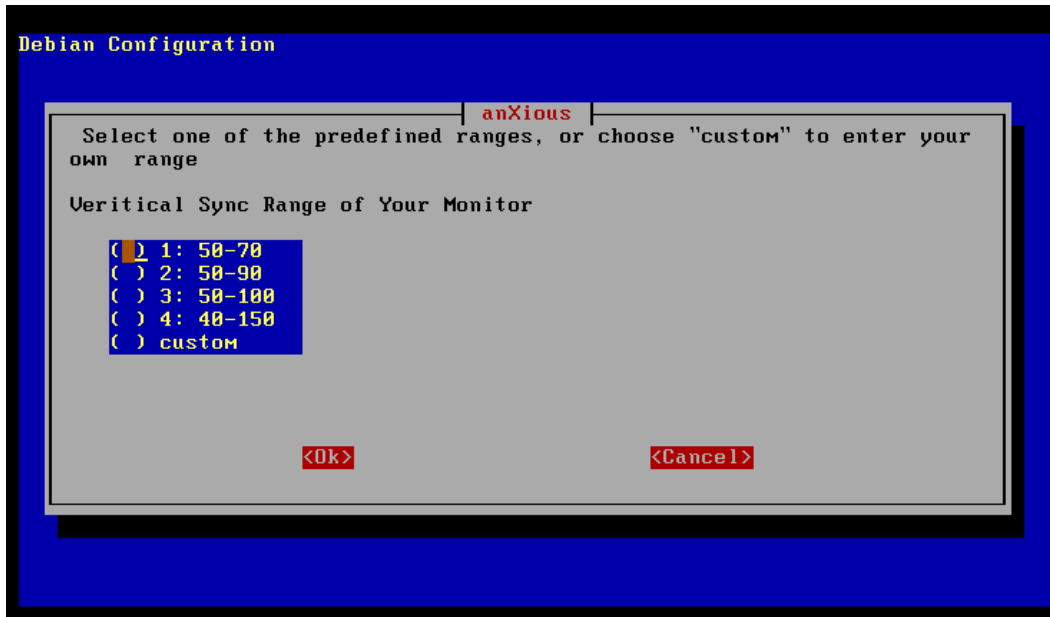 Debian Configuration
anXious
Select one of the predefined ranges, or choose "custom" to enter your
own  range
Veritical Sync Range of Your Monitor
( ) 1: 50-70
( ) 2: 50-90
( ) 3: 50-100
( ) 4: 40-150
( ) custom
<Ok> <Cancel>